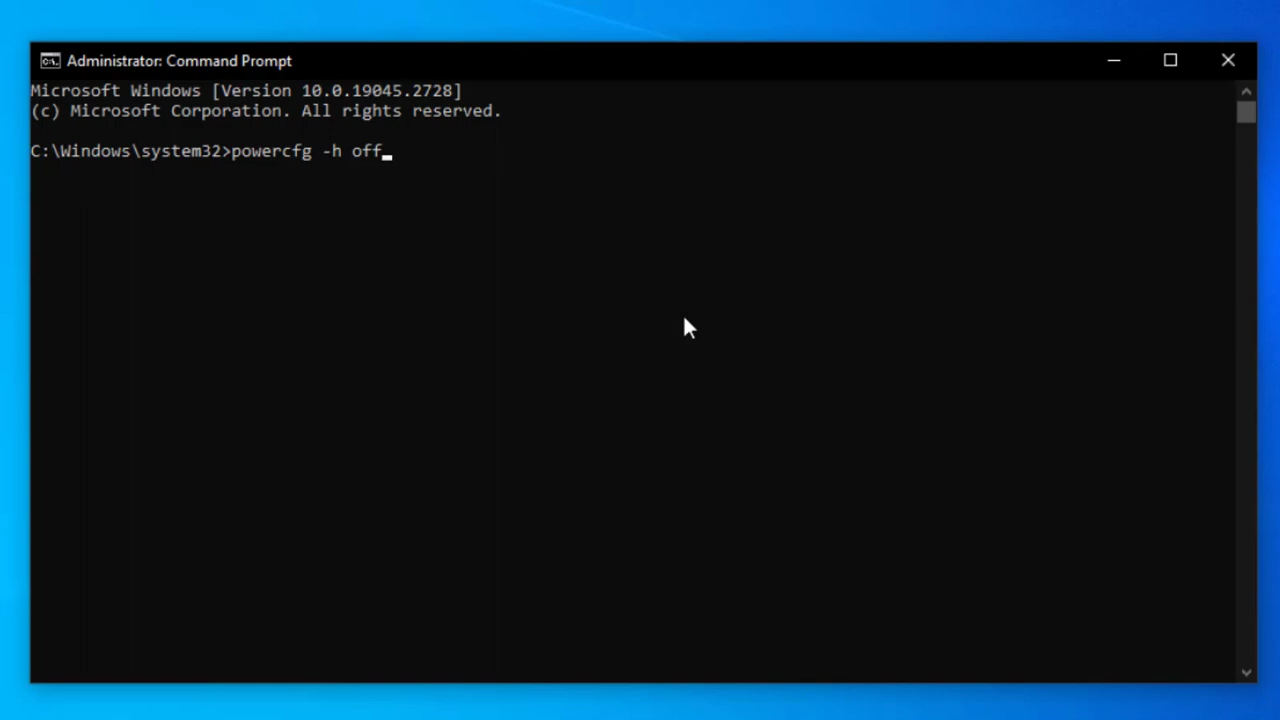 Administrator: Command Prompt
Microsoft Windows [Version 10.0.19045.2728]
(c) Microsoft Corporation. All rights reserved.
C:\Windows\system32>powercfg -h off